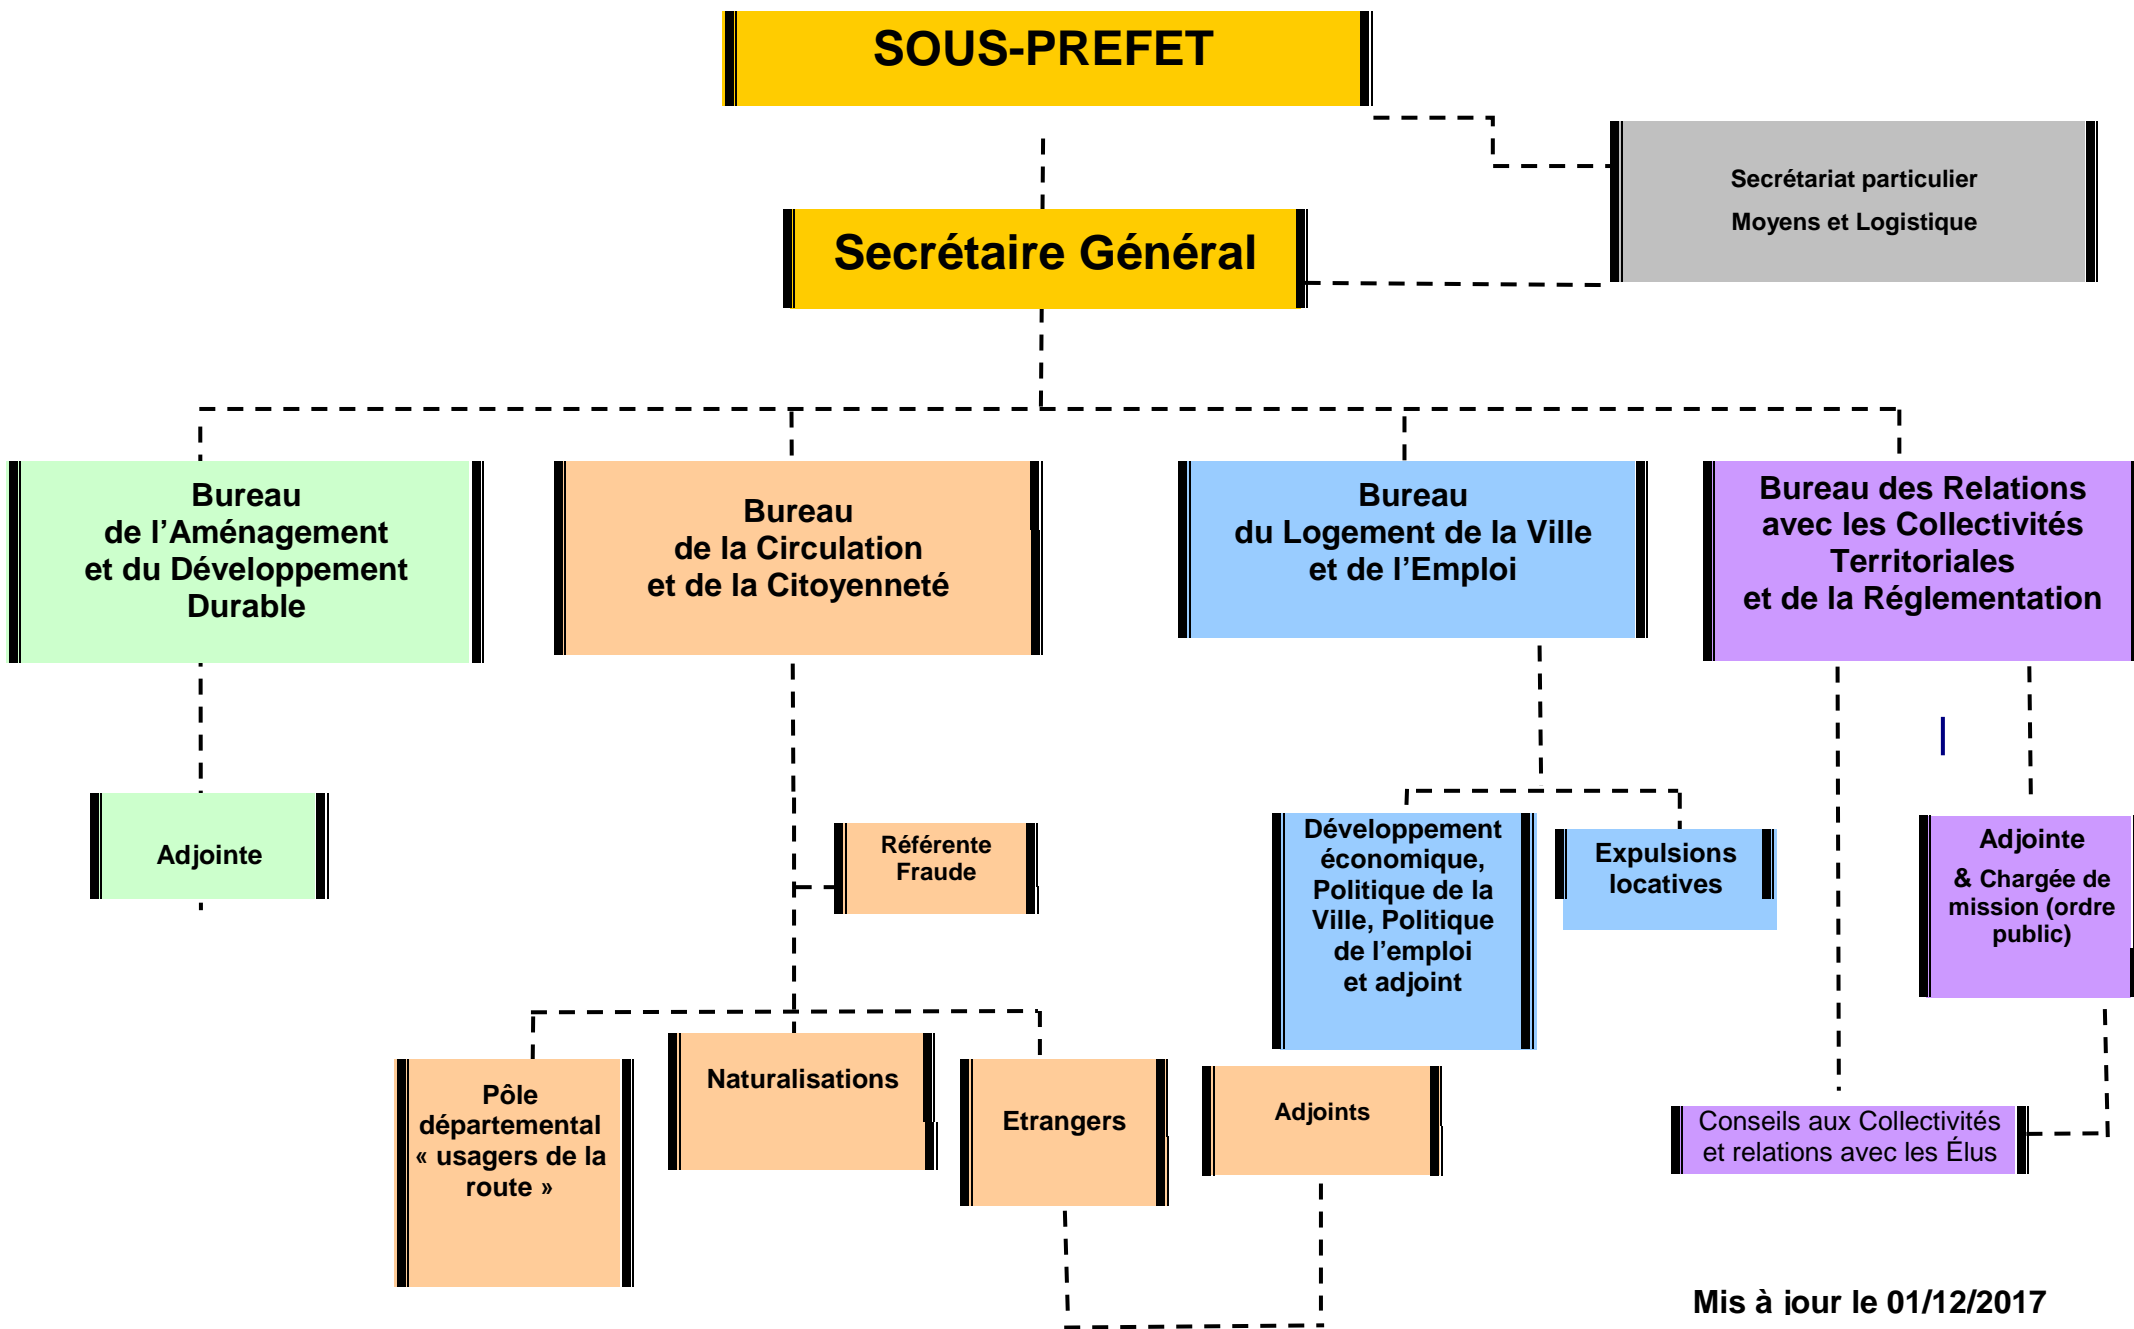 SOUS-PREFET
Secrétariat particulier
Moyens et Logistique
Secrétaire Général
Bureau
de l’Aménagement
et du Développement
Durable
Bureau
de la Circulation
et de la Citoyenneté
Bureau
du Logement de la Ville
et de l’Emploi
Bureau des Relations
avec les Collectivités
Territoriales
et de la Réglementation
Adjointe
Référente
Fraude
Développement
économique,
Politique de la
Ville, Politique
de l’emploi
et adjoint
Expulsions
locatives
Adjointe
& Chargée de
mission (ordre
public)
Pôle
départemental
« usagers de la
route »
Naturalisations
Etrangers
Adjoints
Conseils aux Collectivités
et relations avec les Élus
Mis à jour le 01/12/2017